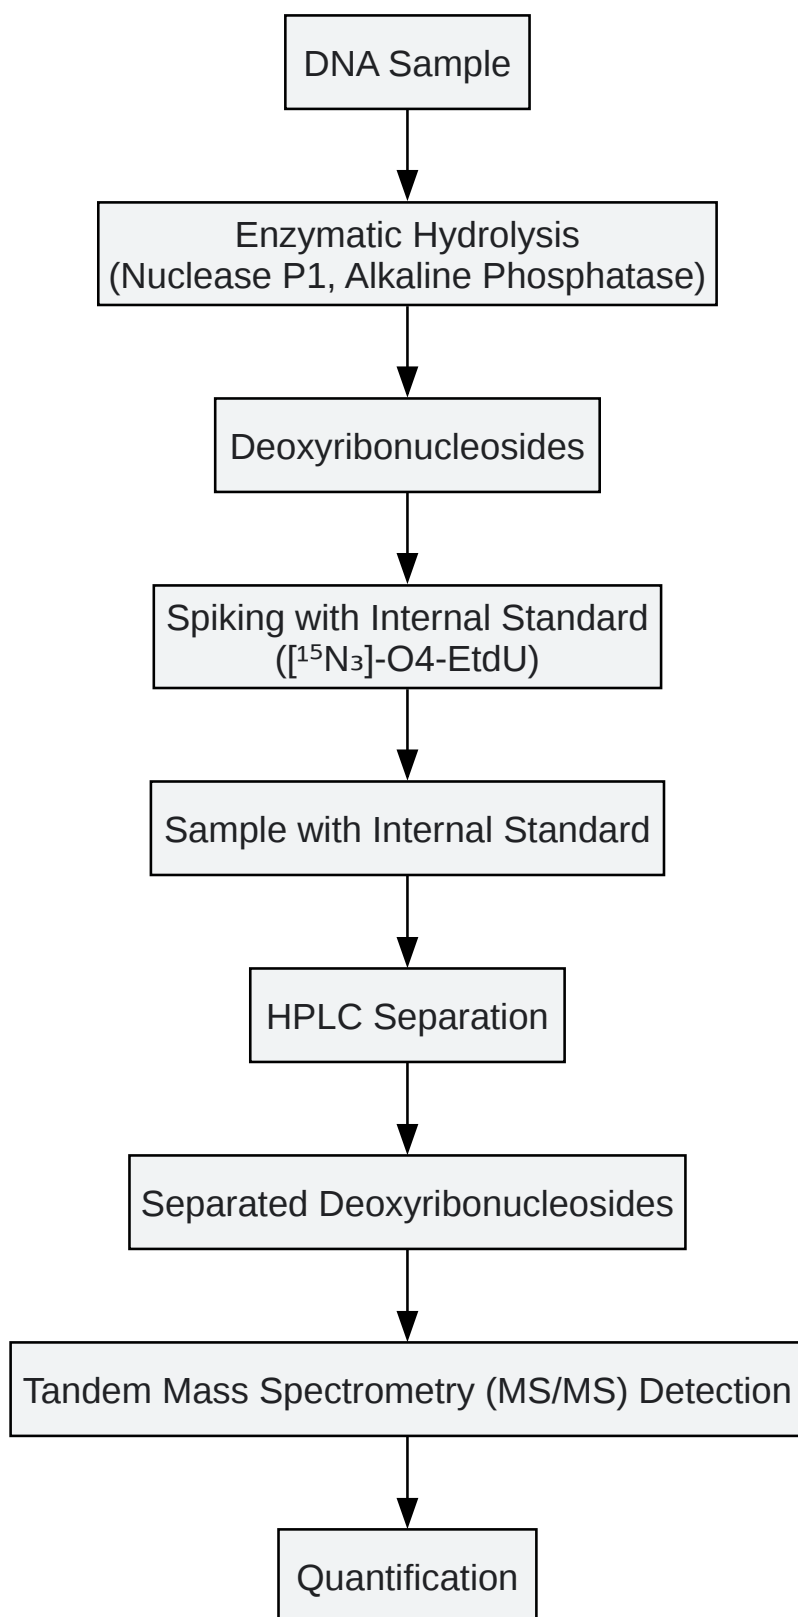 DNA Sample
Enzymatic Hydrolysis
(Nuclease P1, Alkaline Phosphatase)
Deoxyribonucleosides
Spiking with Internal Standard
([¹⁵N₃]-O4-EtdU)
Sample with Internal Standard
HPLC Separation
Separated Deoxyribonucleosides
Tandem Mass Spectrometry (MS/MS) Detection
Quantification